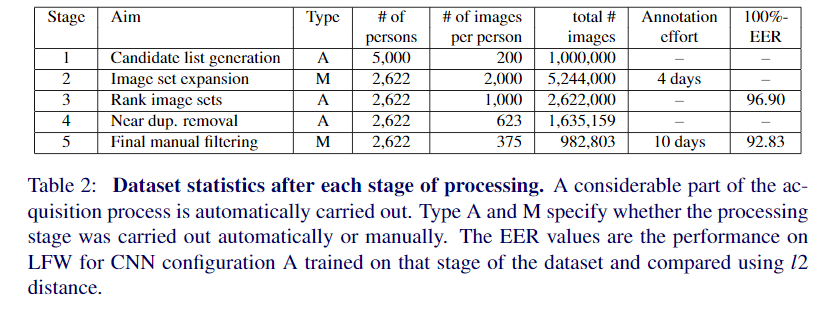 Stage Aim Type # of # of images total # Annotation 100%-
persons per person images effort EER
1 Candidate list generation A 5,000 200 1,000,000 – –
2 Image set expansion M 2,622 2,000 5,244,000 4 days –
3 Rank image sets A 2,622 1,000 2,622,000 – 96.90
4 Near dup. removal A 2,622 623 1,635,159 – –
5 Final manual filtering M 2,622 375 982,803 10 days 92.83
Table 2: Dataset statistics after each stage of processing. A considerable part of the ac-
quisition process is automatically carried out. Type A and M specify whether the processing
stage was carried out automatically or manually. The EER values are the performance on
LFW for CNN configuration A trained on that stage of the dataset and compared using l2
distance.